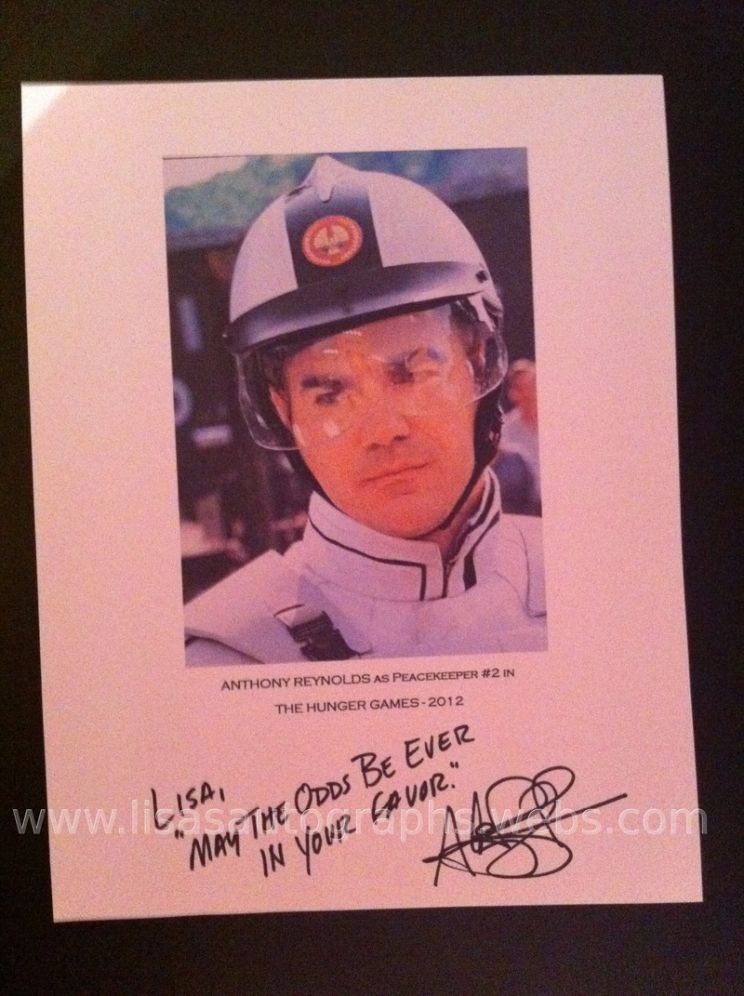 ANTHONY REYNOLDS AS PEACEKEEPER #2 IN
THE HUNGER GAMES - 2012
LISA,
"MAY THE ODDS BE EVER
IN YOUR FAVOR."
www.lisasautographs.webs.com